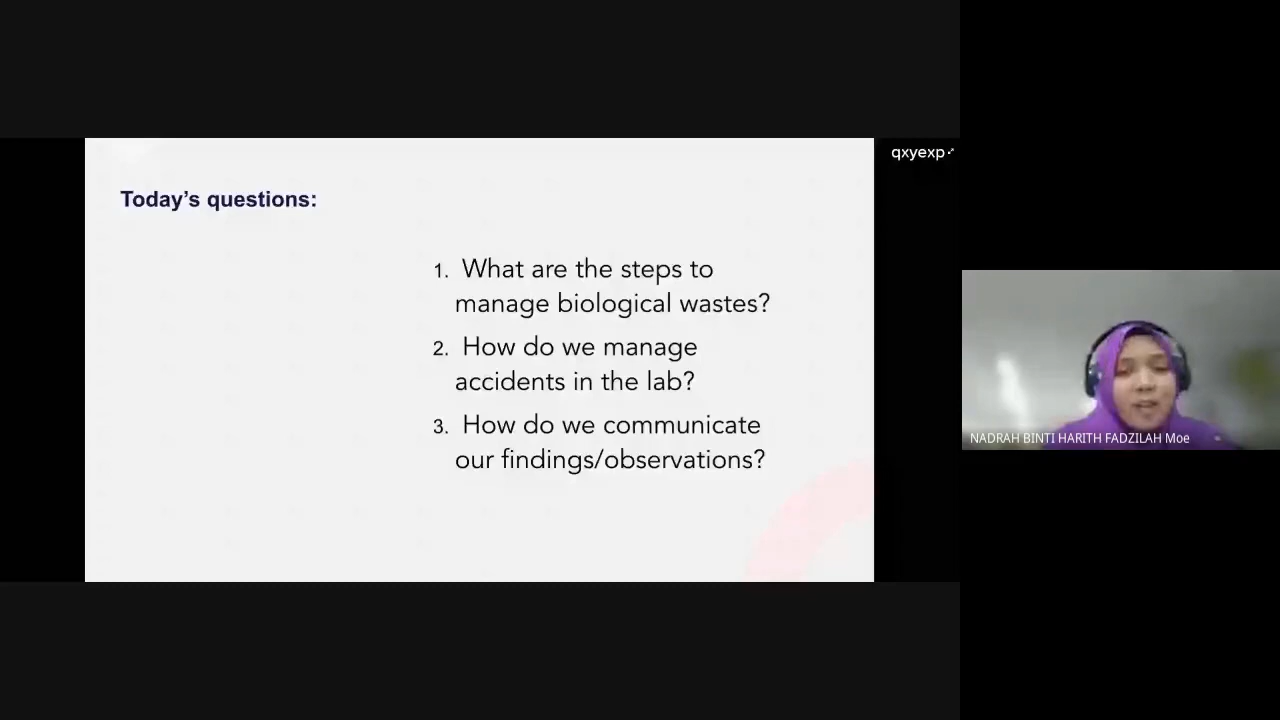 qxyexp
Today's questions:
1. What are the steps to
manage biological wastes?
2. How do we manage
accidents in the lab?
3. How do we communicate
our findings/observations?
NADRAH BINTI HARITH FADZILAH Moe